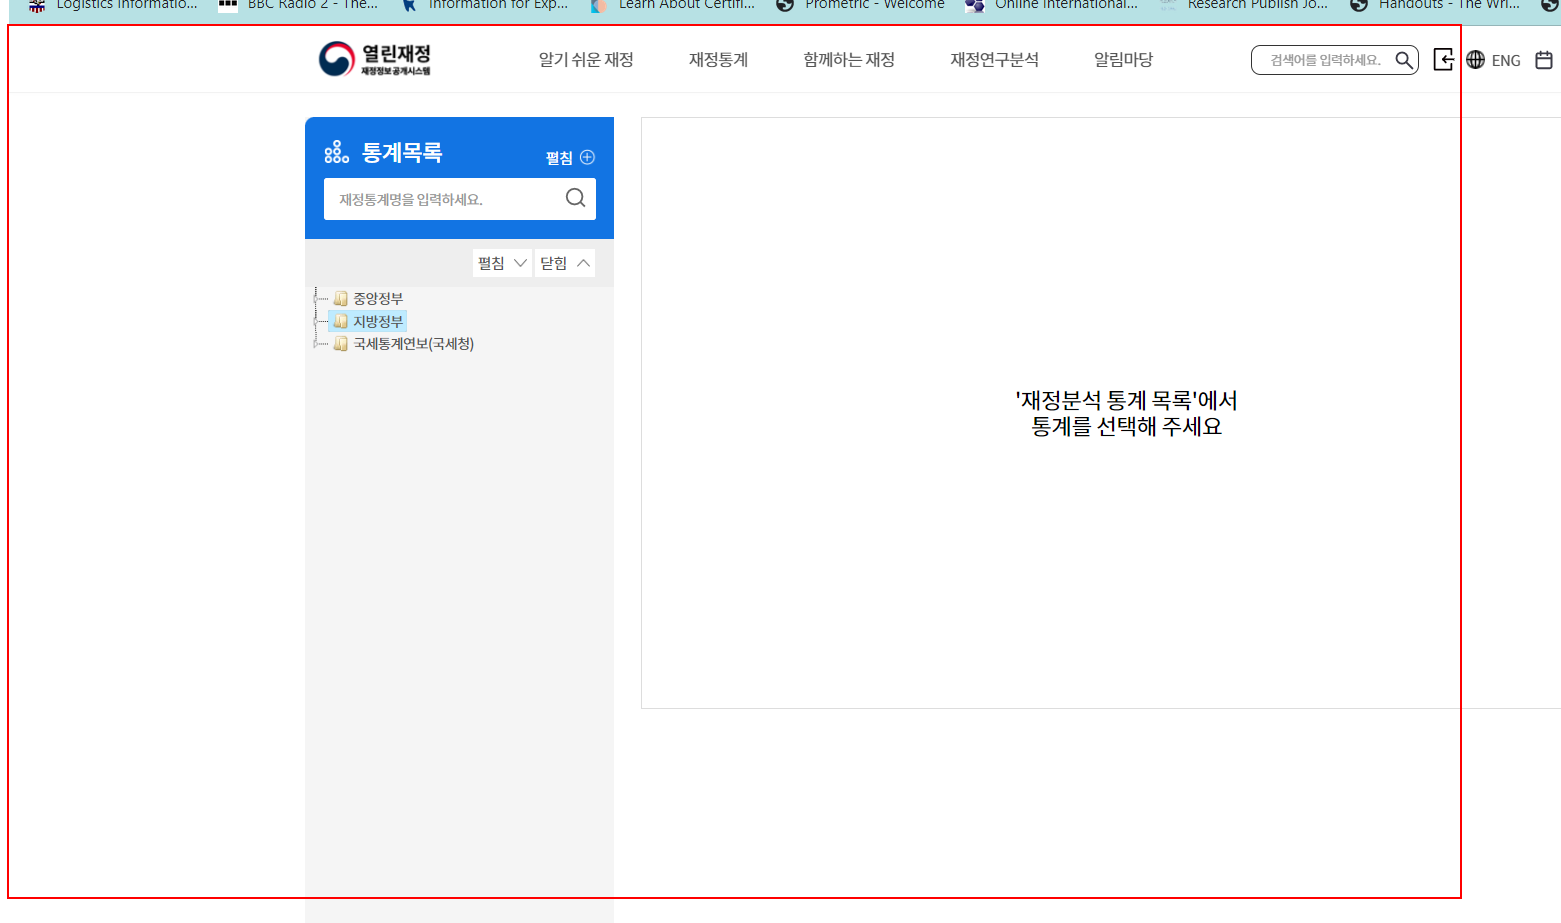 Logistics Informatio... BBC Radio 2 - The... Information for Exp... Learn About Certifi... Prometric - Welcome Online International... Research Publish Jo... Handouts - The Wri...
열린재정
재정정보공개시스템
알기 쉬운 재정 재정통계 함께하는 재정 재정연구분석 알림마당 검색어를 입력하세요. ENG
통계목록 펼침
재정통계명을 입력하세요.
펼침 닫힘
중앙정부
지방정부
국세통계연보(국세청)
'재정분석 통계 목록'에서
통계를 선택해 주세요